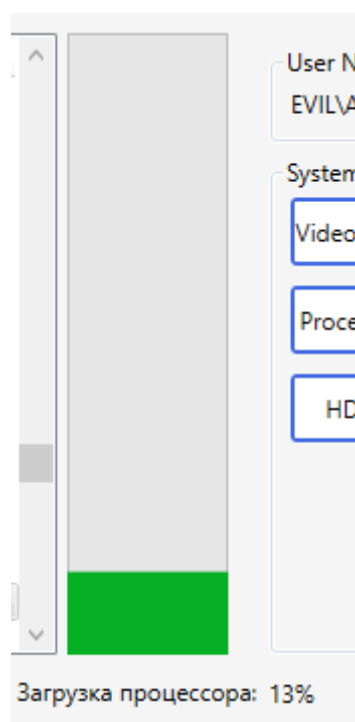 User N
EVIL\A
System
Video
Proce
HD
Загрузка процессора: 13%